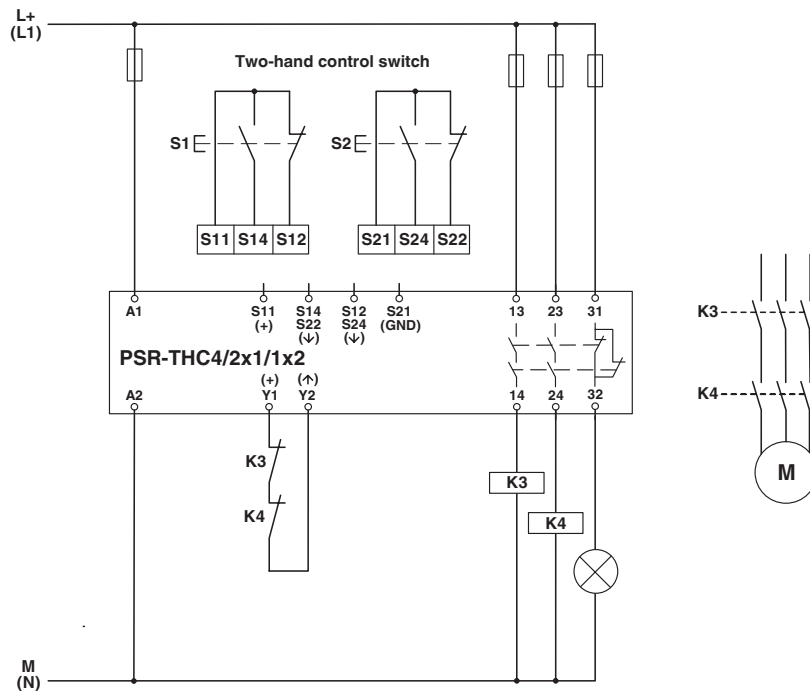 L+
(L1)
Two-hand control switch
S1
S2
S11 S14 S12
S21 S24 S22
A1
S11
(+)
S14
S22
(↓)
S12
S24
(↓)
S21
(GND)
13
23
31
PSR-THC4/2x1/1x2
(+)
Y1
(↑)
Y2
A2
14
24
32
K3
K4
K3
K4
K3
K4
M
M
(N)